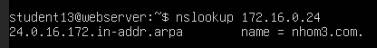 student13@webserver:~$ nslookup 172.16.0.24
24.0.16.172.in-addr.arpa        name = nhom3.com.